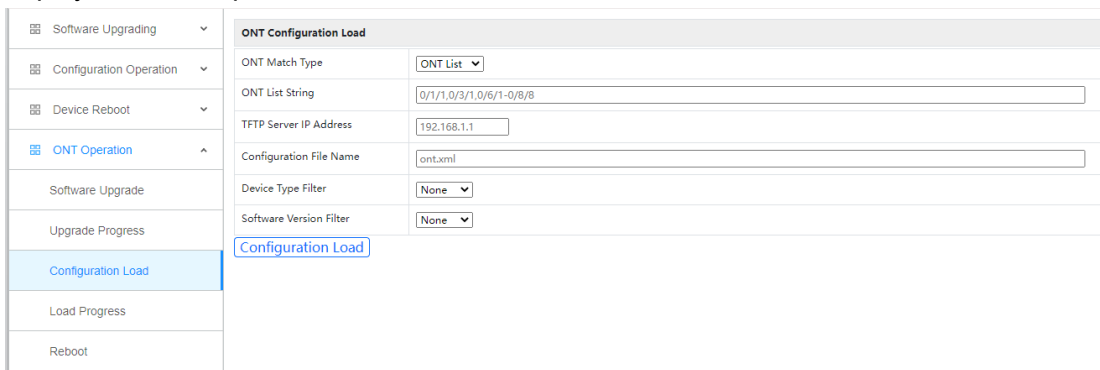 Software Upgrading
Configuration Operation
Device Reboot
ONT Operation
Software Upgrade
Upgrade Progress
Configuration Load
Load Progress
Reboot
ONT Configuration Load
ONT Match Type ONT List
ONT List String 0/1/1,0/3/1,0/6/1-0/8/8
TFTP Server IP Address 192.168.1.1
Configuration File Name ont.xml
Device Type Filter None
Software Version Filter None
Configuration Load